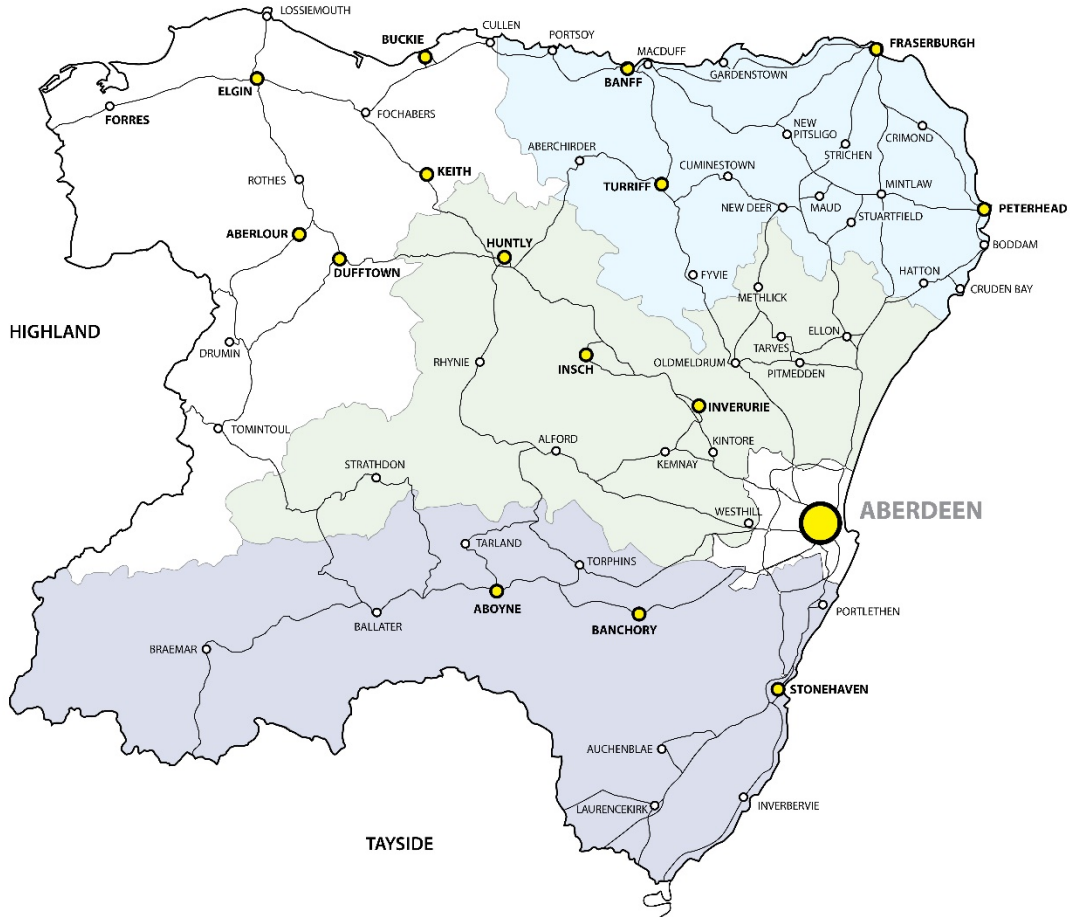 LOSSIEMOUTH
CULLEN
PORTSOY
BUCKIE
MACDUFF
FRASERBURGH
GARDENSTOWN
BANFF
ELGIN
FORRES
FOCHABERS
NEW
PITSLIGO
CRIMOND
ABERCHIRDER
STRICHEN
CUMINESTOWN
KEITH
ROTHES
TURRIFF
MINTLAW
NEW DEER
MAUD
STUARTFIELD
PETERHEAD
ABERLOUR
HUNTLY
BODDAM
DUFFTOWN
FYVIE
HATTON
CRUDEN BAY
METHLICK
HIGHLAND
ELLON
DRUMIN
TARVES
RHYNIE
INSCH
OLDMELDRUM
PITMEDDEN
INVERURIE
TOMINTOUL
ALFORD
KINTORE
STRATHDON
KEMNAY
WESTHILL
ABERDEEN
TARLAND
TORPHINS
ABOYNE
PORTLETHEN
BALLATER
BANCHORY
BRAEMAR
STONEHAVEN
AUCHENBLAE
LAURENCEKIRK
INVERBERVIE
TAYSIDE